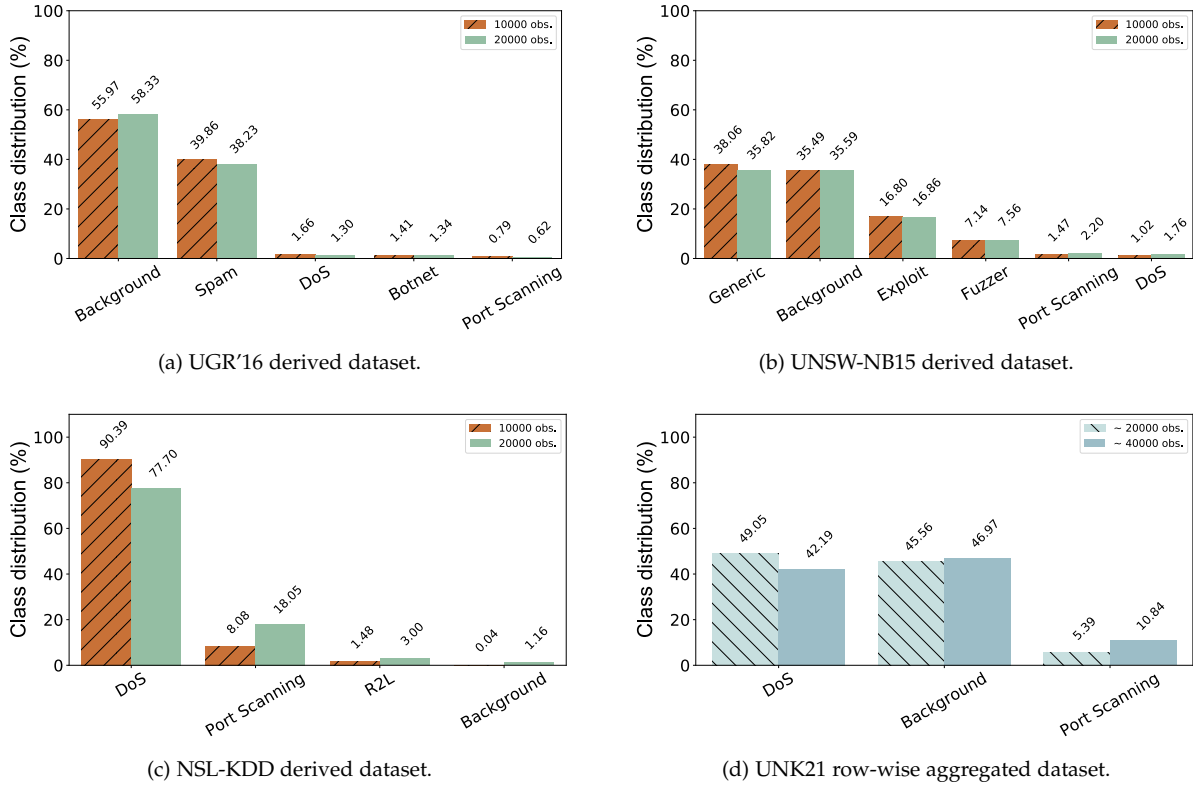 100
80
60
40
20
0
Class distribution (%)
10000 obs.
20000 obs.
55.97
58.33
39.86
38.23
1.66
1.30
1.41
1.34
0.79
0.62
Background
Spam
DoS
Botnet
Port Scanning
(a) UGR'16 derived dataset.
100
80
60
40
20
0
Class distribution (%)
10000 obs.
20000 obs.
38.06
35.82
35.49
35.59
16.80
16.86
7.14
7.56
1.47
2.20
1.02
1.76
Generic
Background
Exploit
Fuzzer
Port Scanning
DoS
(b) UNSW-NB15 derived dataset.
100
80
60
40
20
0
Class distribution (%)
10000 obs.
20000 obs.
90.39
77.70
8.08
18.05
1.48
3.00
0.04
1.16
DoS
Port Scanning
R2L
Background
(c) NSL-KDD derived dataset.
100
80
60
40
20
0
Class distribution (%)
~ 20000 obs.
~ 40000 obs.
49.05
42.19
45.56
46.97
5.39
10.84
DoS
Background
Port Scanning
(d) UNK21 row-wise aggregated dataset.